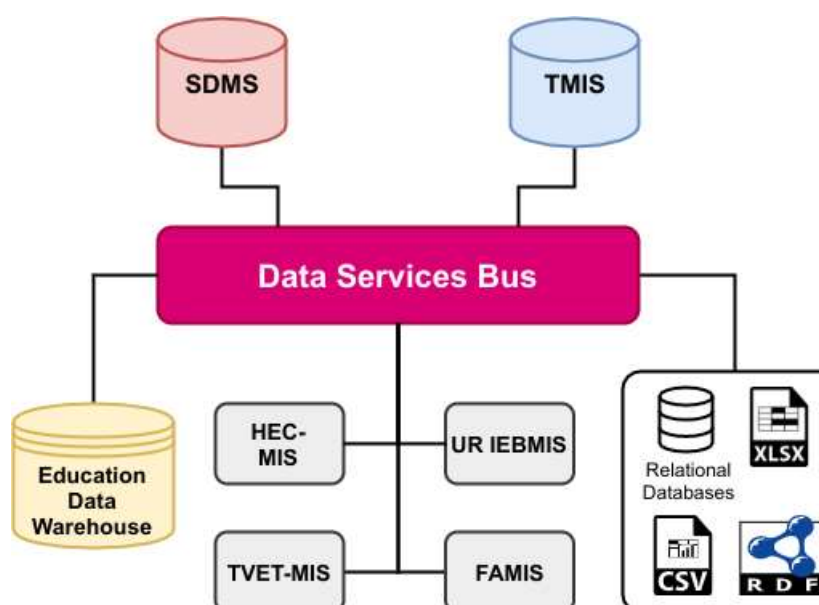 SDMS
TMIS
Data Services Bus
Education
Data
Warehouse
HEC-
MIS
UR IEBMIS
TVET-MIS
FAMIS
Relational
Databases
XLSX
CSV
RDF